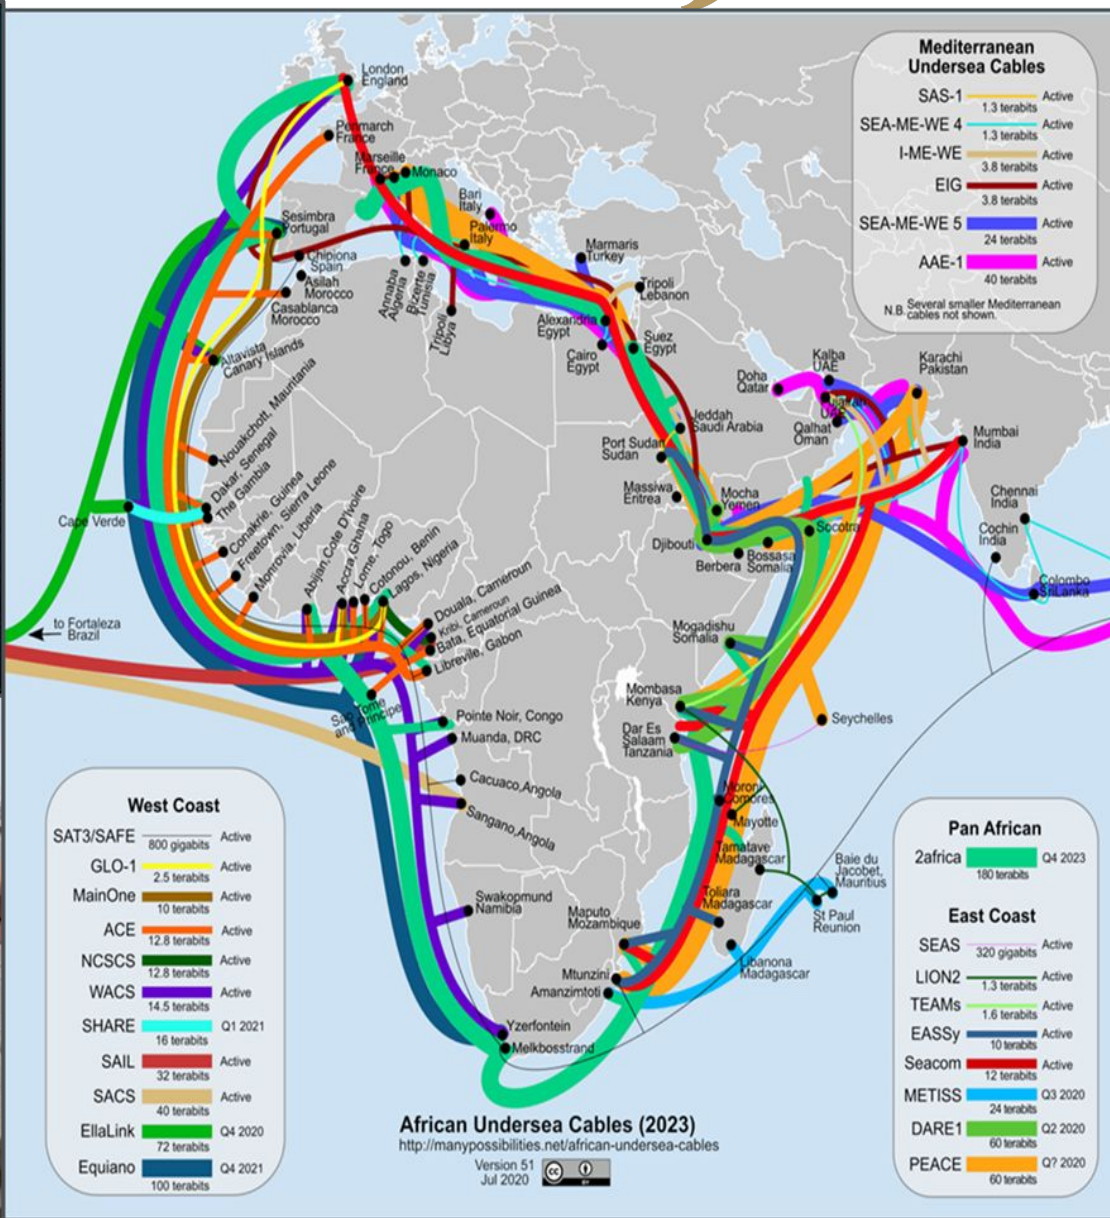 Mediterranean
Undersea Cables
SAS-1 Active
1.3 terabits
SEA-ME-WE 4 Active
1.3 terabits
I-ME-WE Active
3.8 terabits
EIG Active
3.8 terabits
SEA-ME-WE 5 Active
24 terabits
AAE-1 Active
40 terabits
N.B. Several smaller Mediterranean
cables not shown.
London
England
Penmarch
France
Marseille
France
Monaco
Bari
Italy
Palermo
Italy
Sesimbra
Portugal
Chipiona
Spain
Asilah
Morocco
Casablanca
Morocco
Annaba
Algeria
Bizerte
Tunisia
Tripoli
Libya
Marmaris
Turkey
Tripoli
Lebanon
Alexandria
Egypt
Cairo
Egypt
Suez
Egypt
Altavista
Canary Islands
Doha
Qatar
Kalba
UAE
Fujairah
UAE
Qalhat
Oman
Karachi
Pakistan
Mumbai
India
Chennai
India
Cochin
India
Colombo
SriLanka
Jeddah
Saudi Arabia
Port Sudan
Sudan
Massiwa
Eritrea
Mocha
Yemen
Djibouti
Berbera
Bossasa
Somalia
Socotra
Nouakchott, Mauritania
Dakar, Senegal
The Gambia
Cape Verde
Conakrie, Guinea
Freetown, Sierra Leone
Monrovia, Liberia
Abijan, Cote D'Ivoire
Accra, Ghana
Lome, Togo
Cotonou, Benin
Lagos, Nigeria
Douala, Cameroun
Kribi, Cameroun
Bata, Equatorial Guinea
Libreville, Gabon
to Fortaleza
Brazil
Sao Tome
and Principe
Pointe Noir, Congo
Muanda, DRC
Cacuaco, Angola
Sangano, Angola
Mogadishu
Somalia
Mombasa
Kenya
Dar Es
Salaam
Tanzania
Seychelles
Moroni
Comores
Mayotte
Tamatave
Madagascar
Toliara
Madagascar
Baie du
Jacobet,
Mauritius
St Paul
Reunion
Libanona
Madagascar
Swakopmund
Namibia
Maputo
Mozambique
Mtunzini
Amanzimtoti
Yzerfontein
Melkbosstrand
West Coast
SAT3/SAFE Active
800 gigabits
GLO-1 Active
2.5 terabits
MainOne Active
10 terabits
ACE Active
12.8 terabits
NCSCS Active
12.8 terabits
WACS Active
14.5 terabits
SHARE Q1 2021
16 terabits
SAIL Active
32 terabits
SACS Active
40 terabits
EllaLink Q4 2020
72 terabits
Equiano Q4 2021
100 terabits
Pan African
2africa Q4 2023
180 terabits
East Coast
SEAS Active
320 gigabits
LION2 Active
1.3 terabits
TEAMs Active
1.6 terabits
EASSy Active
10 terabits
Seacom Active
12 terabits
METISS Q3 2020
24 terabits
DARE1 Q2 2020
60 terabits
PEACE Q? 2020
60 terabits
African Undersea Cables (2023)
http://manypossibilities.net/african-undersea-cables
Version 51
Jul 2020
cc
BY